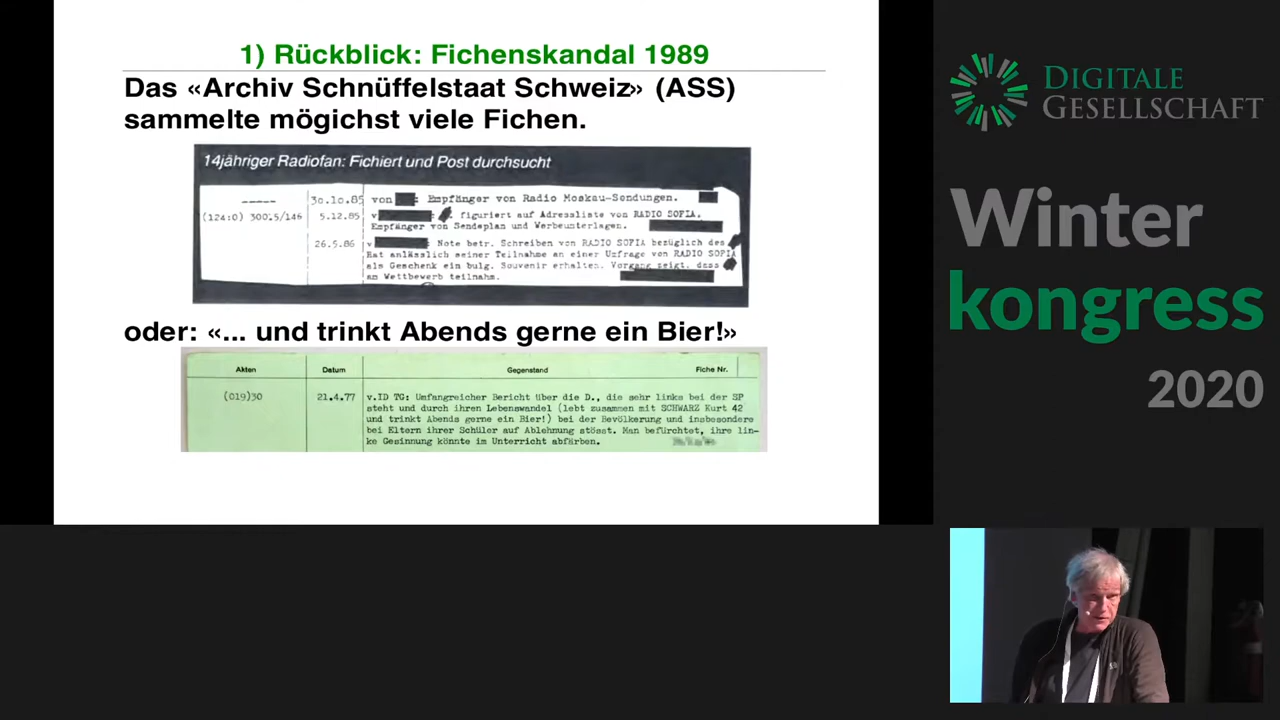 1) Rückblick: Fichenskandal 1989
Das «Archiv Schnüffelstaat Schweiz» (ASS)
sammelte mögichst viele Fichen.
14jähriger Radiofan: Fichiert und Post durchsucht
30.10.85 von : Empfänger von Radio Moskau-Sendungen.
(124:0) 300.5/146 5.12.85 v : figuriert auf Adressliste von RADIO SOFIA.
Empfänger von Sendeplan und Werbeunterlagen.
26.5.86 v : Note betr. Schreiben von RADIO SOFIA bezüglich des
Hat anlässlich seiner Teilnahme an einer Umfrage von RADIO SOFIA
als Geschenk ein bulg. Souvenir erhalten. Vorgang zeigt, dass
am Wettbewerb teilnahm.
oder: «... und trinkt Abends gerne ein Bier!»
Akten Datum Gegenstand Fiche Nr.
(019)30 21.4.77 v.ID TG: Umfangreicher Bericht über die D., die sehr links bei der SP
steht und durch ihren Lebenswandel (lebt zusammen mit SCHWARZ Kurt 42
und trinkt Abends gerne ein Bier!) bei der Bevölkerung und insbesondere
bei Eltern ihrer Schüler auf Ablehnung stösst. Man befürchtet, ihre lin-
ke Gesinnung könnte im Unterricht abfärben.
DIGITALE
GESELLSCHAFT
Winter
kongress
2020